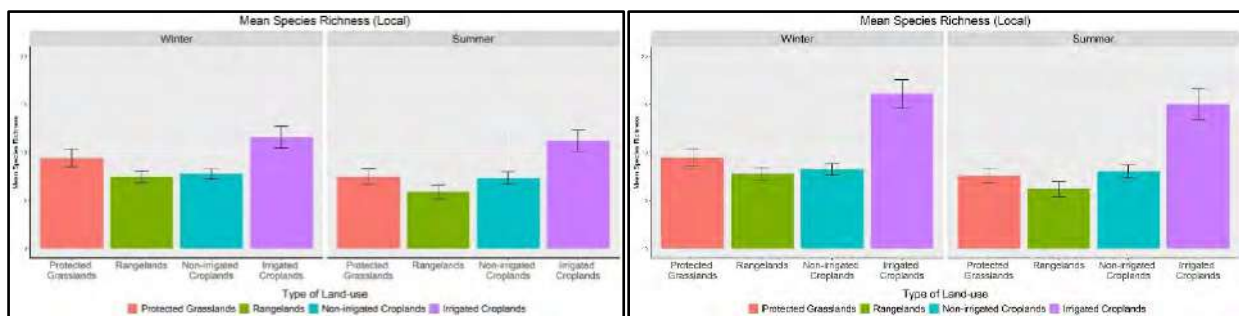 Mean Species Richness (Local)
Winter
Summer
Mean Species Richness
Protected
Grasslands
Rangelands
Non-irrigated
Croplands
Irrigated
Croplands
Protected
Grasslands
Rangelands
Non-irrigated
Croplands
Irrigated
Croplands
Type of Land-use
Protected Grasslands
Rangelands
Non-irrigated Croplands
Irrigated Croplands
Mean Species Richness (Local)
Winter
Summer
Mean Species Richness
Protected
Grasslands
Rangelands
Non-irrigated
Croplands
Irrigated
Croplands
Protected
Grasslands
Rangelands
Non-irrigated
Croplands
Irrigated
Croplands
Type of Land-use
Protected Grasslands
Rangelands
Non-irrigated Croplands
Irrigated Croplands